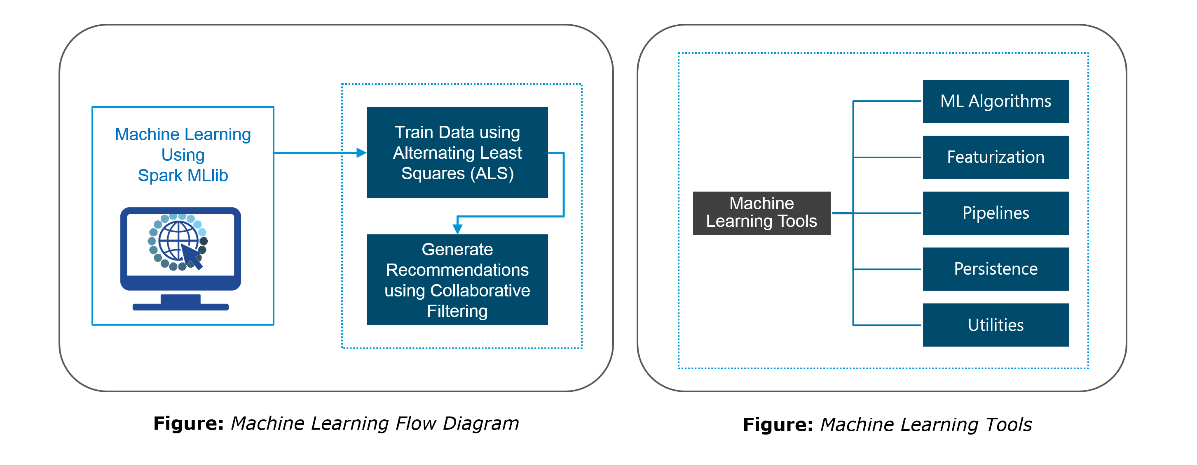 Machine Learning
Using
Spark MLlib
Train Data using
Alternating Least
Squares (ALS)
Generate
Recommendations
using Collaborative
Filtering
Figure: Machine Learning Flow Diagram
Machine
Learning Tools
ML Algorithms
Featurization
Pipelines
Persistence
Utilities
Figure: Machine Learning Tools